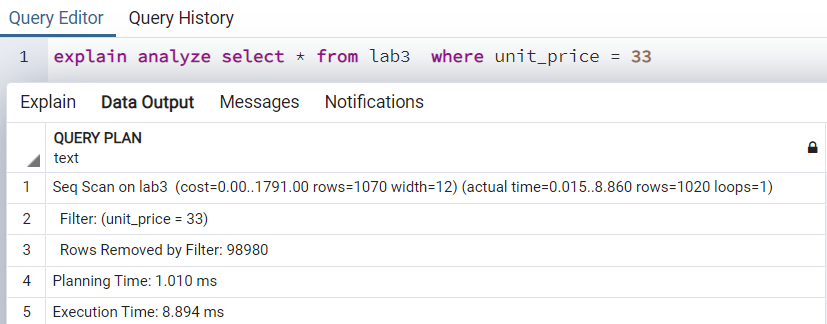 Query Editor Query History
1 explain analyze select * from lab3  where unit_price = 33
Explain Data Output Messages Notifications
QUERY PLAN
text
1 Seq Scan on lab3  (cost=0.00..1791.00 rows=1070 width=12) (actual time=0.015..8.860 rows=1020 loops=1)
2 Filter: (unit_price = 33)
3 Rows Removed by Filter: 98980
4 Planning Time: 1.010 ms
5 Execution Time: 8.894 ms